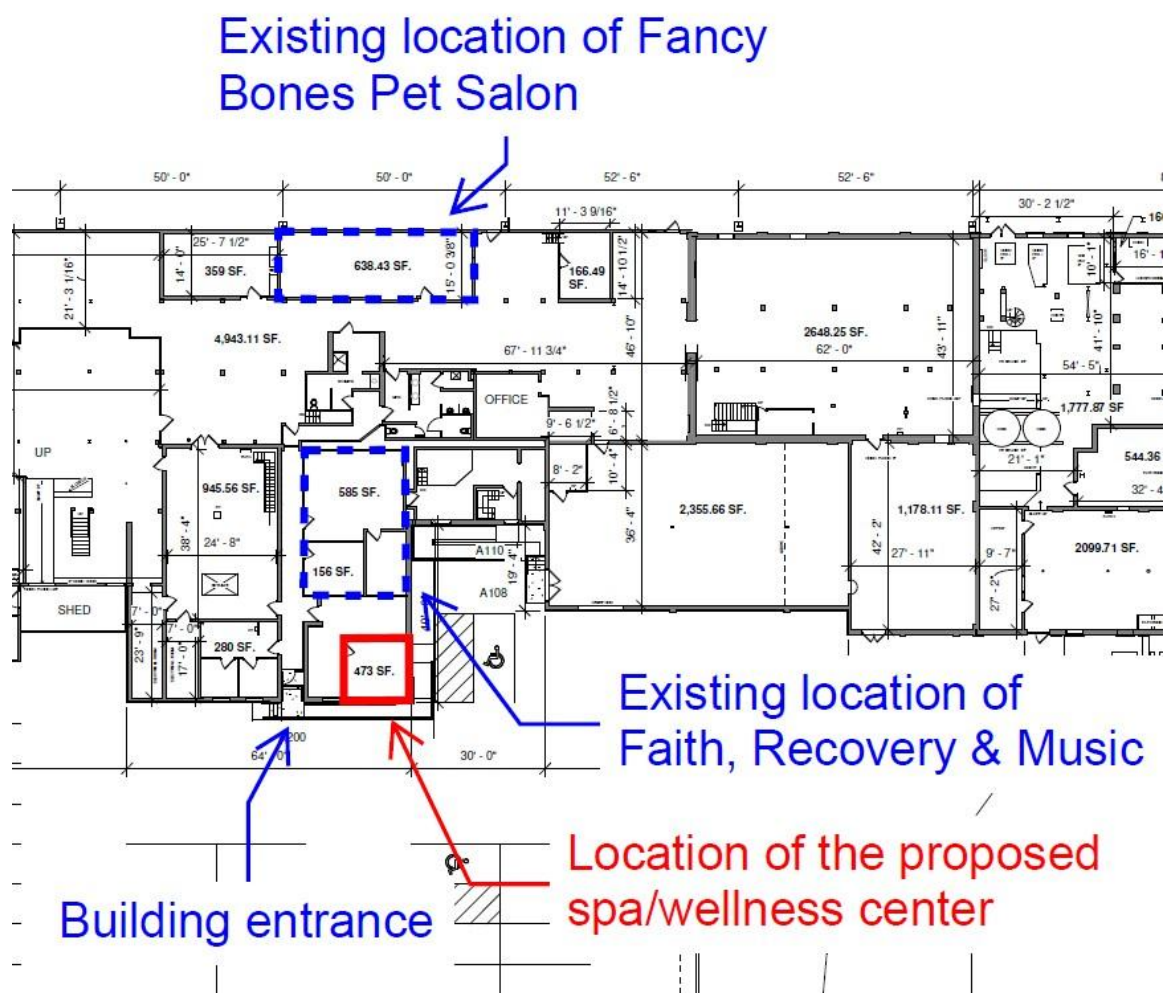 Existing location of Fancy
Bones Pet Salon
50' - 0"
50' - 0"
52' - 6"
52' - 6"
30' - 2 1/2"
11' - 3 9/16"
25' - 7 1/2"
14' - 0"
359 SF.
638.43 SF.
15' - 0 3/8"
166.49
SF.
14' - 10 1/2"
10' - 1"
16' - 1
21' - 3 1/16"
4,943.11 SF.
46' - 10"
2648.25 SF.
43' - 11"
41' - 10"
67' - 11 3/4"
62' - 0"
54' - 5"
OFFICE
9' - 6 1/2"
6' - 8 1/2"
1,777.87 SF
UP
8' - 2"
10' - 4"
21' - 1"
544.36
32' - 4
945.56 SF.
585 SF.
2,355.66 SF.
1,178.11 SF.
38' - 4"
24' - 8"
36' - 4"
42' - 2"
27' - 11"
9' - 7"
2099.71 SF.
156 SF.
A110
19' - 4"
A108
27' - 2"
SHED
7' - 0"
7' - 0"
23' - 9"
17' - 0"
280 SF.
473 SF.
Existing location of
Faith, Recovery & Music
200
64' - 0"
30' - 0"
Location of the proposed
spa/wellness center
Building entrance